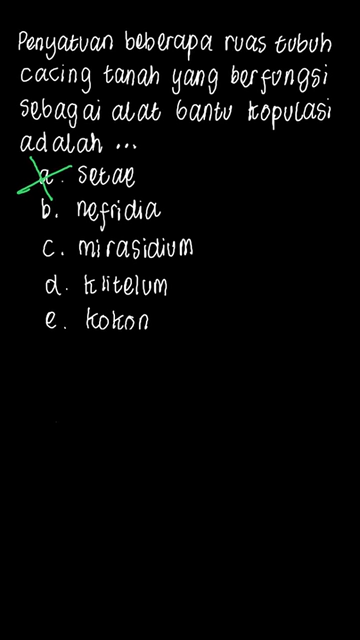 Penyatuan beberapa ruas tubuh
cacing tanah yang berfungsi
sebagai alat bantu kopulasi
adalah ...
a. setae
b. nefridia
c. mirasidium
d. klitelum
e. kokon